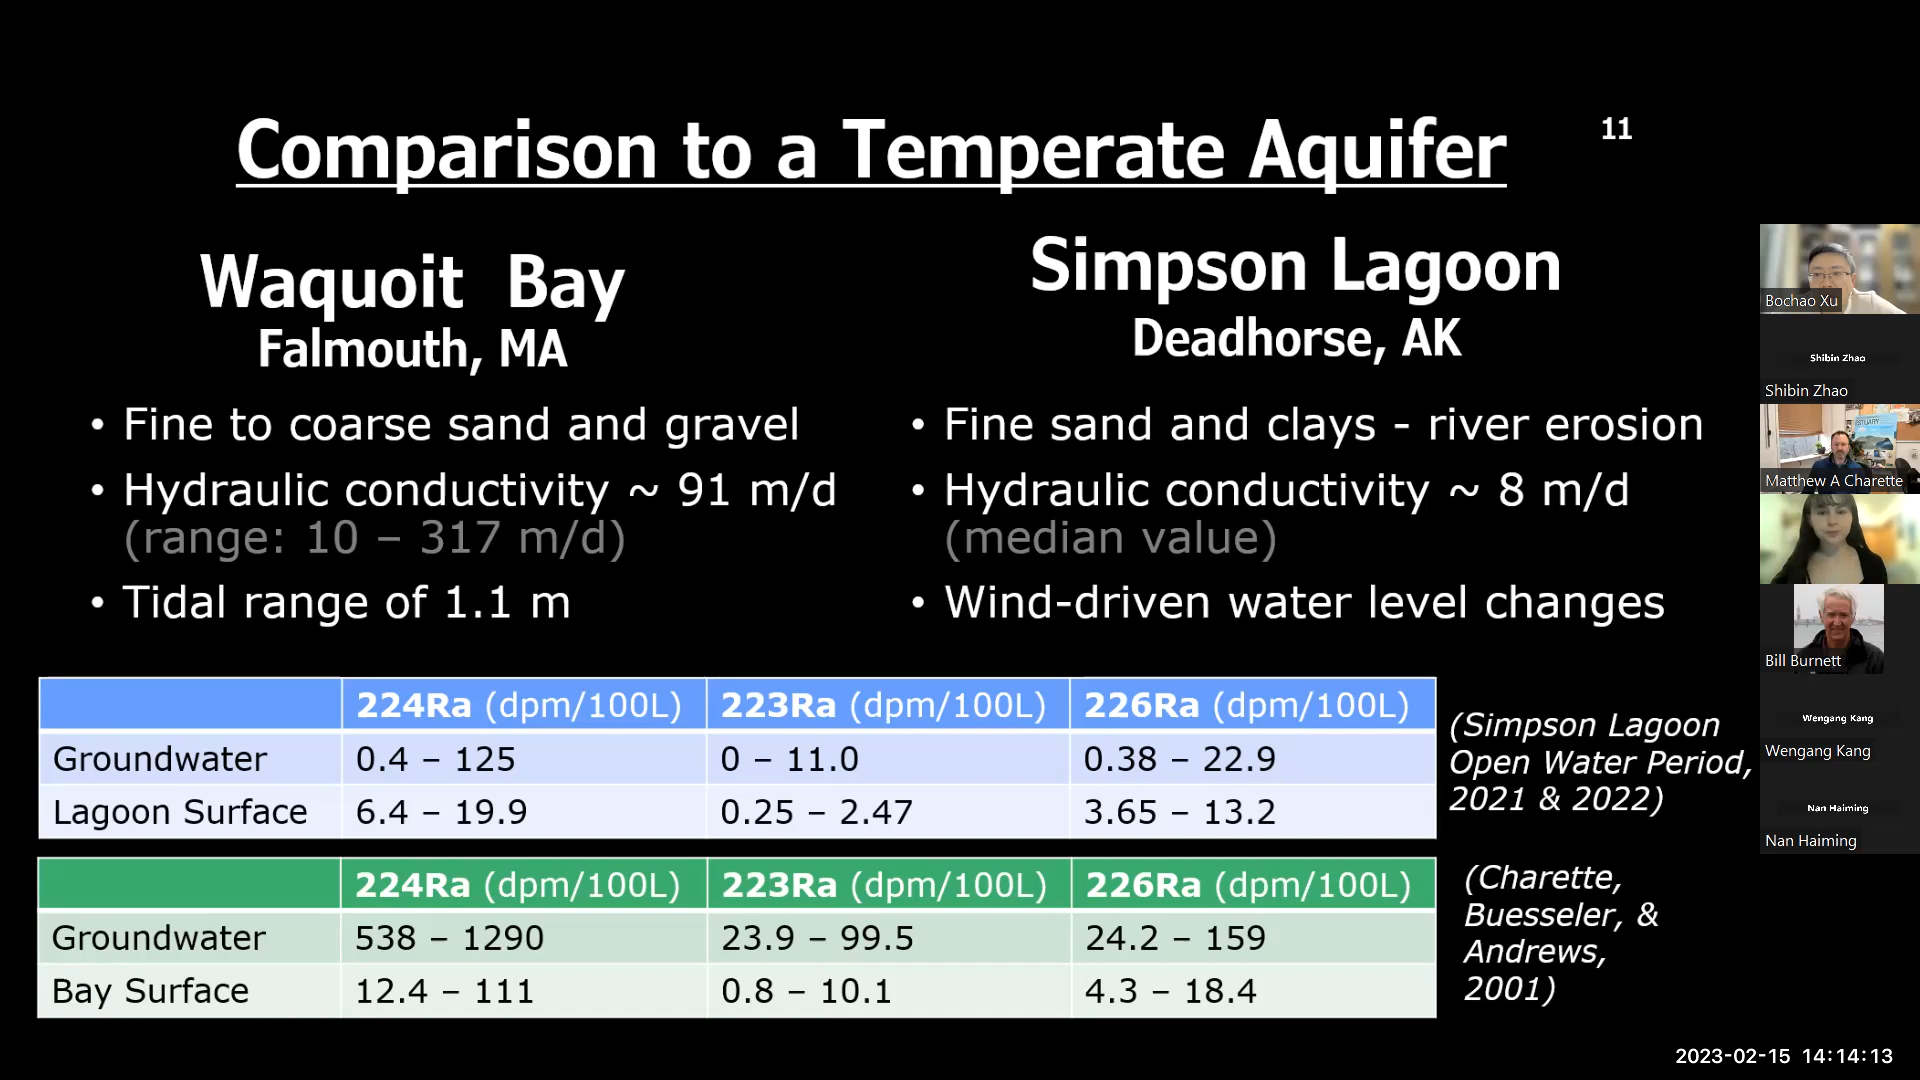 Comparison to a Temperate Aquifer
11
Waquoit Bay
Falmouth, MA
• Fine to coarse sand and gravel
• Hydraulic conductivity ~ 91 m/d
(range: 10 – 317 m/d)
• Tidal range of 1.1 m
Simpson Lagoon
Deadhorse, AK
• Fine sand and clays - river erosion
• Hydraulic conductivity ~ 8 m/d
(median value)
• Wind-driven water level changes
224Ra (dpm/100L) 223Ra (dpm/100L) 226Ra (dpm/100L)
Groundwater 0.4 – 125 0 – 11.0 0.38 – 22.9
Lagoon Surface 6.4 – 19.9 0.25 – 2.47 3.65 – 13.2
(Simpson Lagoon
Open Water Period,
2021 & 2022)
224Ra (dpm/100L) 223Ra (dpm/100L) 226Ra (dpm/100L)
Groundwater 538 – 1290 23.9 – 99.5 24.2 – 159
Bay Surface 12.4 – 111 0.8 – 10.1 4.3 – 18.4
(Charette,
Buesseler, &
Andrews,
2001)
Bochao Xu
Shibin Zhao
Shibin Zhao
ESTUARY
Matthew A Charette
Bill Burnett
Wengang Kang
Wengang Kang
Nan Haiming
Nan Haiming
2023-02-15 14:14:13